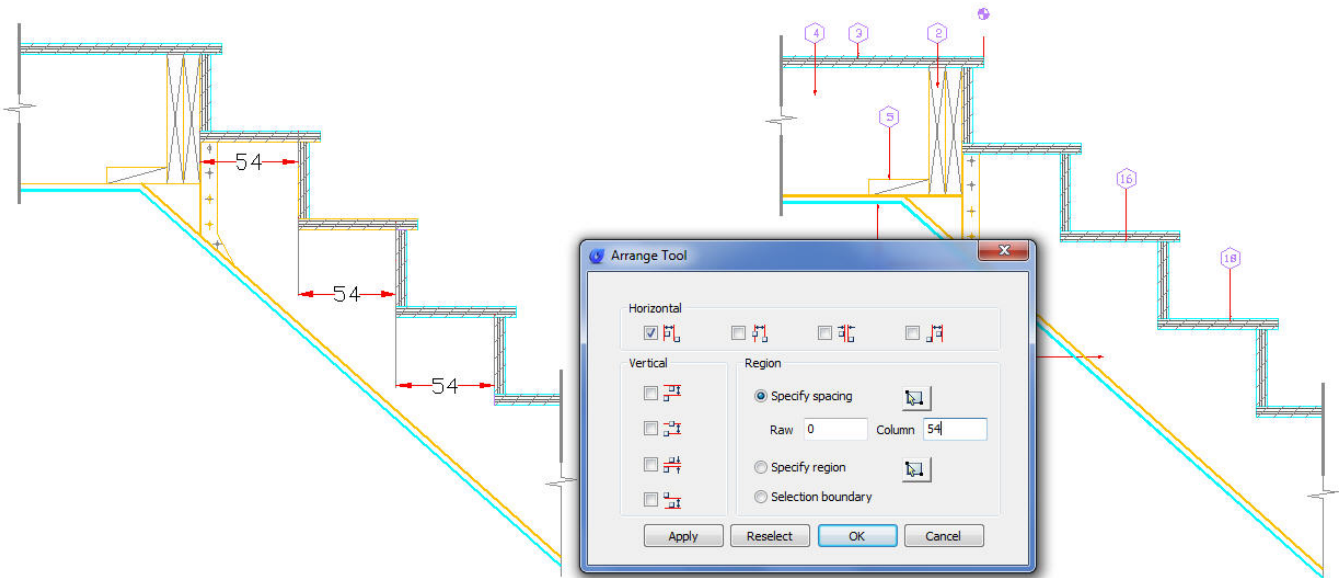 54
54
54
4
3
2
5
16
18
Arrange Tool
Horizontal
Vertical
Region
Specify spacing
Raw 0 Column 54
Specify region
Selection boundary
Apply Reselect OK Cancel